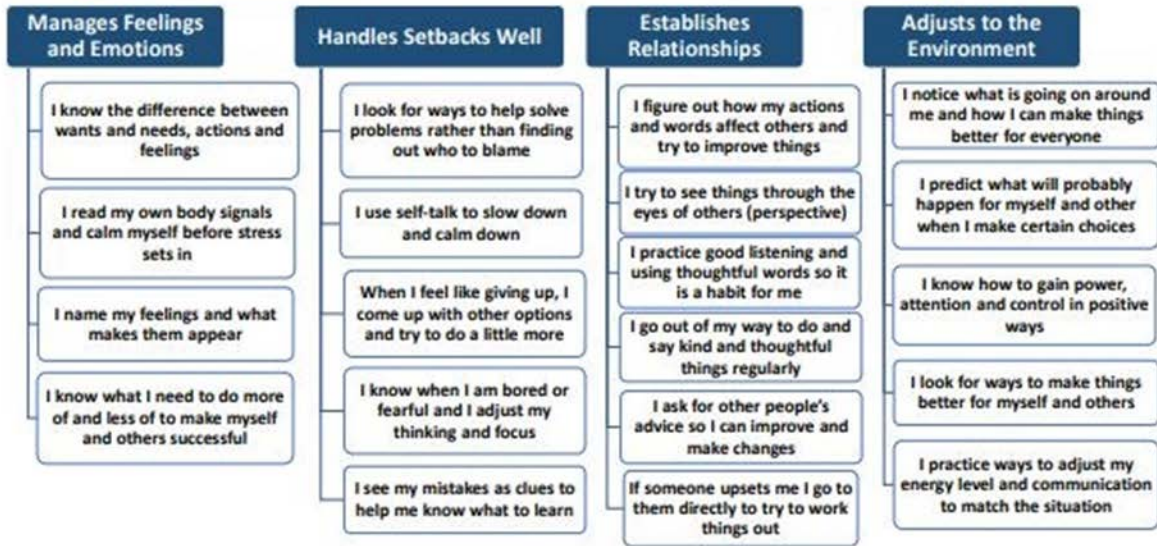 Manages Feelings
and Emotions
I know the difference between
wants and needs, actions and
feelings
I read my own body signals
and calm myself before stress
sets in
I name my feelings and what
makes them appear
I know what I need to do more
of and less of to make myself
and others successful
Handles Setbacks Well
I look for ways to help solve
problems rather than finding
out who to blame
I use self-talk to slow down
and calm down
When I feel like giving up, I
come up with other options
and try to do a little more
I know when I am bored or
fearful and I adjust my
thinking and focus
I see my mistakes as clues to
help me know what to learn
Establishes
Relationships
I figure out how my actions
and words affect others and
try to improve things
I try to see things through the
eyes of others (perspective)
I practice good listening and
using thoughtful words so it
is a habit for me
I go out of my way to do and
say kind and thoughtful
things regularly
I ask for other people's
advice so I can improve and
make changes
If someone upsets me I go to
them directly to try to work
things out
Adjusts to the
Environment
I notice what is going on around
me and how I can make things
better for everyone
I predict what will probably
happen for myself and other
when I make certain choices
I know how to gain power,
attention and control in positive
ways
I look for ways to make things
better for myself and others
I practice ways to adjust my
energy level and communication
to match the situation